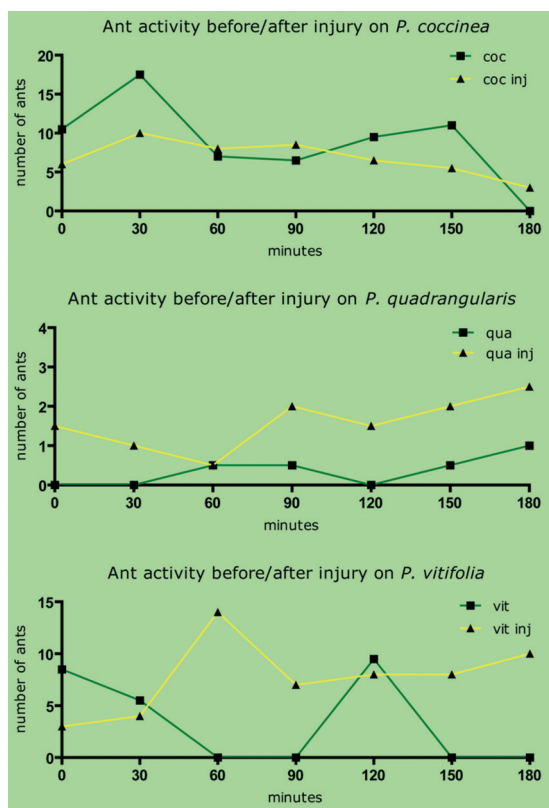 Ant activity before/after injury on P. coccinea
coc
coc inj
number of ants
20
15
10
5
0
0 30 60 90 120 150 180
minutes
Ant activity before/after injury on P. quadrangularis
qua
qua inj
number of ants
4
3
2
1
0
0 30 60 90 120 150 180
minutes
Ant activity before/after injury on P. vitifolia
vit
vit inj
number of ants
15
10
5
0
0 30 60 90 120 150 180
minutes